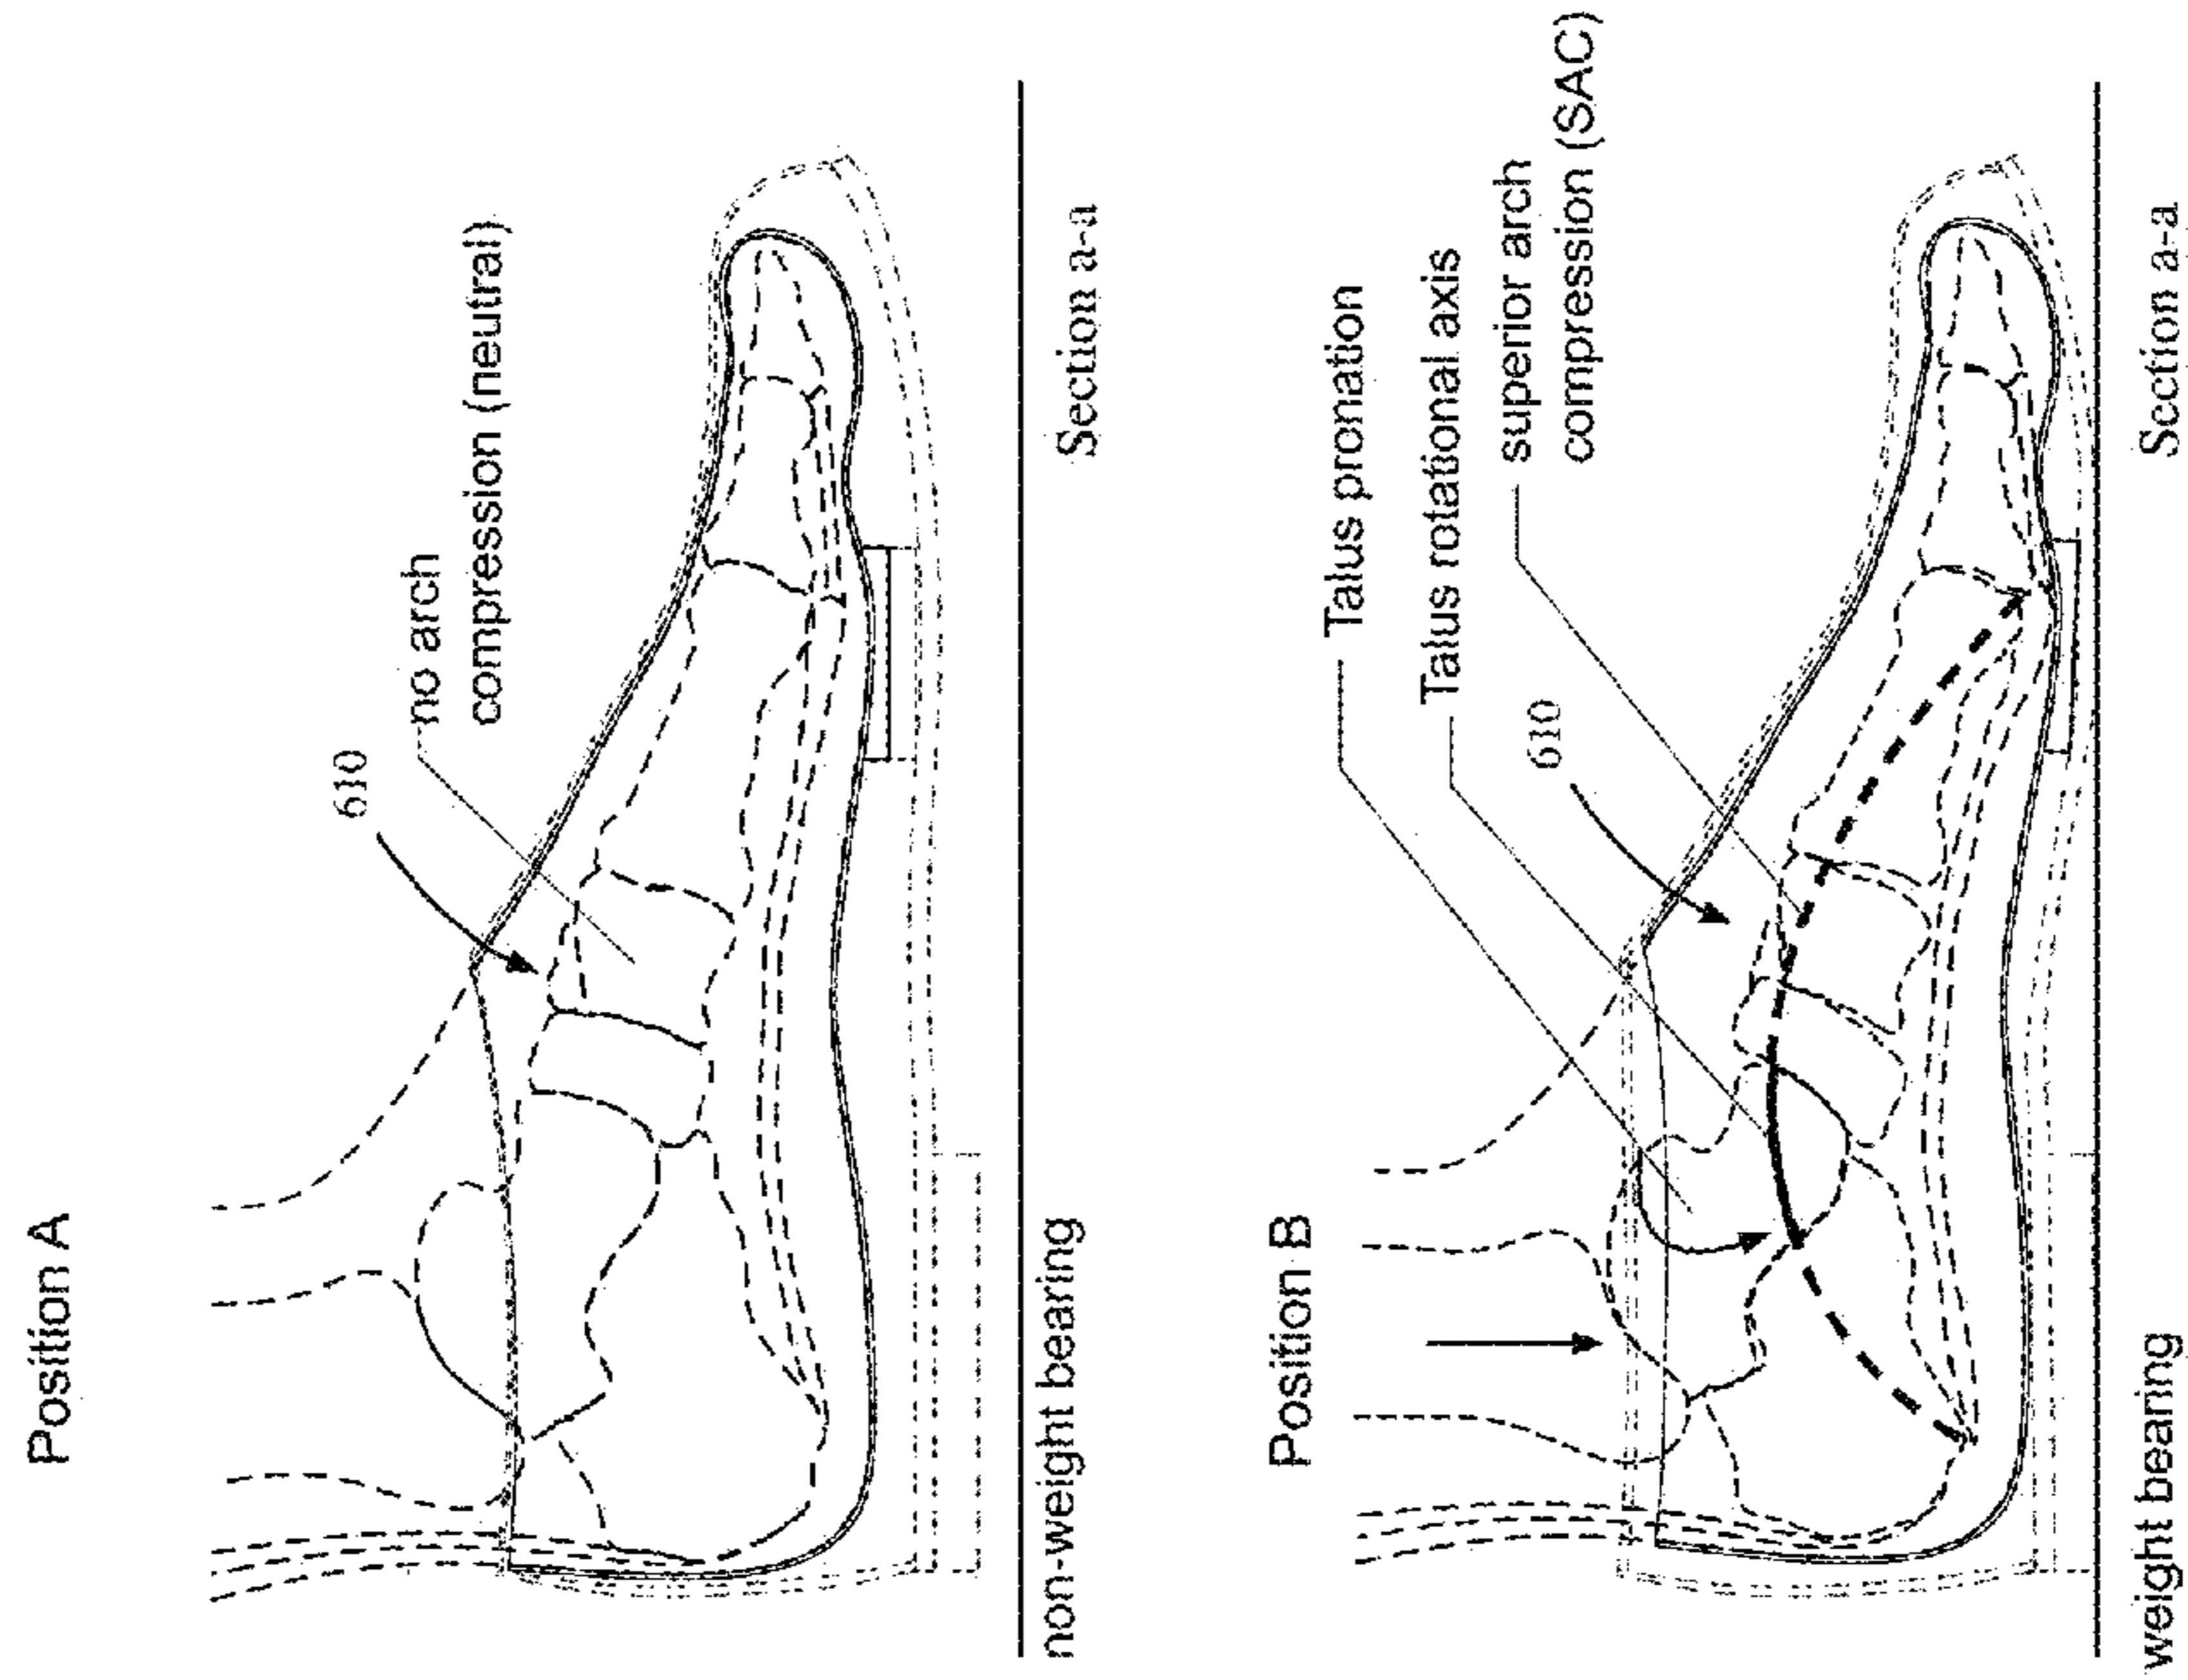 Position A
610
no arch
compression (neutral)
non-weight bearing
Section a-a
Position B
Talus pronation
Talus rotational axis
610
superior arch
compression (SAC)
weight bearing
Section a-a